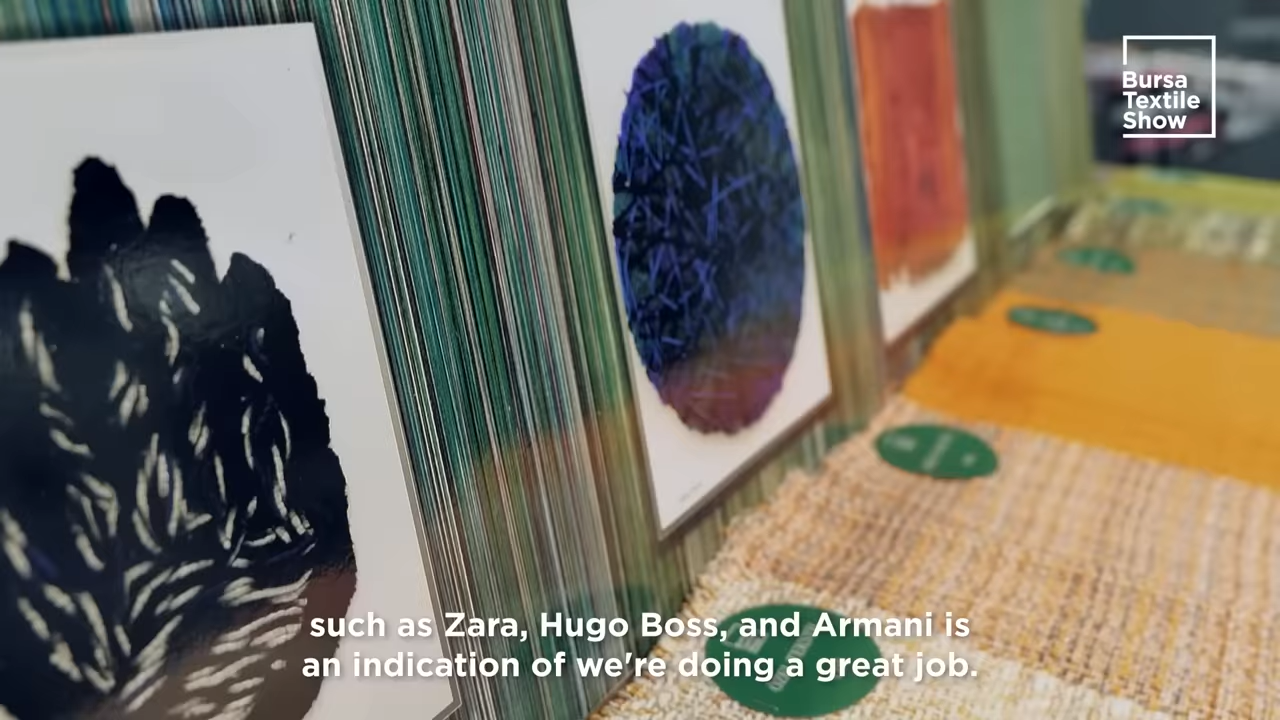 Bursa
Textile
Show
such as Zara, Hugo Boss, and Armani is
an indication of we're doing a great job.